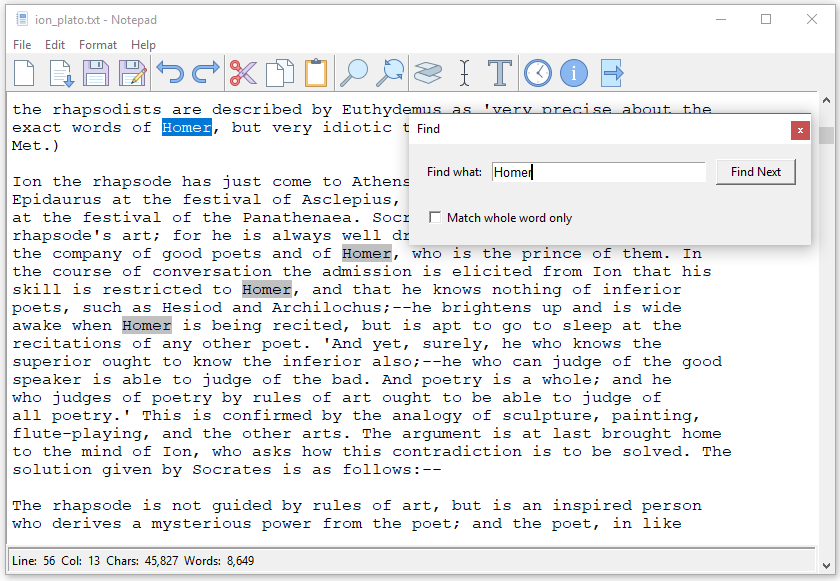 ion_plato.txt - Notepad
File Edit Format Help
the rhapsodists are described by Euthydemus as 'very precise about the
exact words of Homer, but very idiotic
Met.)
Find
Find what: Homer Find Next
Match whole word only
Ion the rhapsode has just come to Athens
Epidaurus at the festival of Asclepius,
at the festival of the Panathenaea.
rhapsode's art; for he is always well
the company of good poets and of Homer, who is the prince of them. In
the course of conversation the admission is elicited from Ion that his
skill is restricted to Homer, and that he knows nothing of inferior
poets, such as Hesiod and Archilochus;--he brightens up and is wide
awake when Homer is being recited, but is apt to go to sleep at the
recitations of any other poet. 'And yet, surely, he who knows the
superior ought to know the inferior also;--he who can judge of the good
speaker is able to judge of the bad. And poetry is a whole; and he
who judges of poetry by rules of art ought to be able to judge of
all poetry.' This is confirmed by the analogy of sculpture, painting,
flute-playing, and the other arts. The argument is at last brought home
to the mind of Ion, who asks how this contradiction is to be solved. The
solution given by Socrates is as follows:--
The rhapsode is not guided by rules of art, but is an inspired person
who derives a mysterious power from the poet; and the poet, in like
Line: 56 Col: 13 Chars: 45,827 Words: 8,649